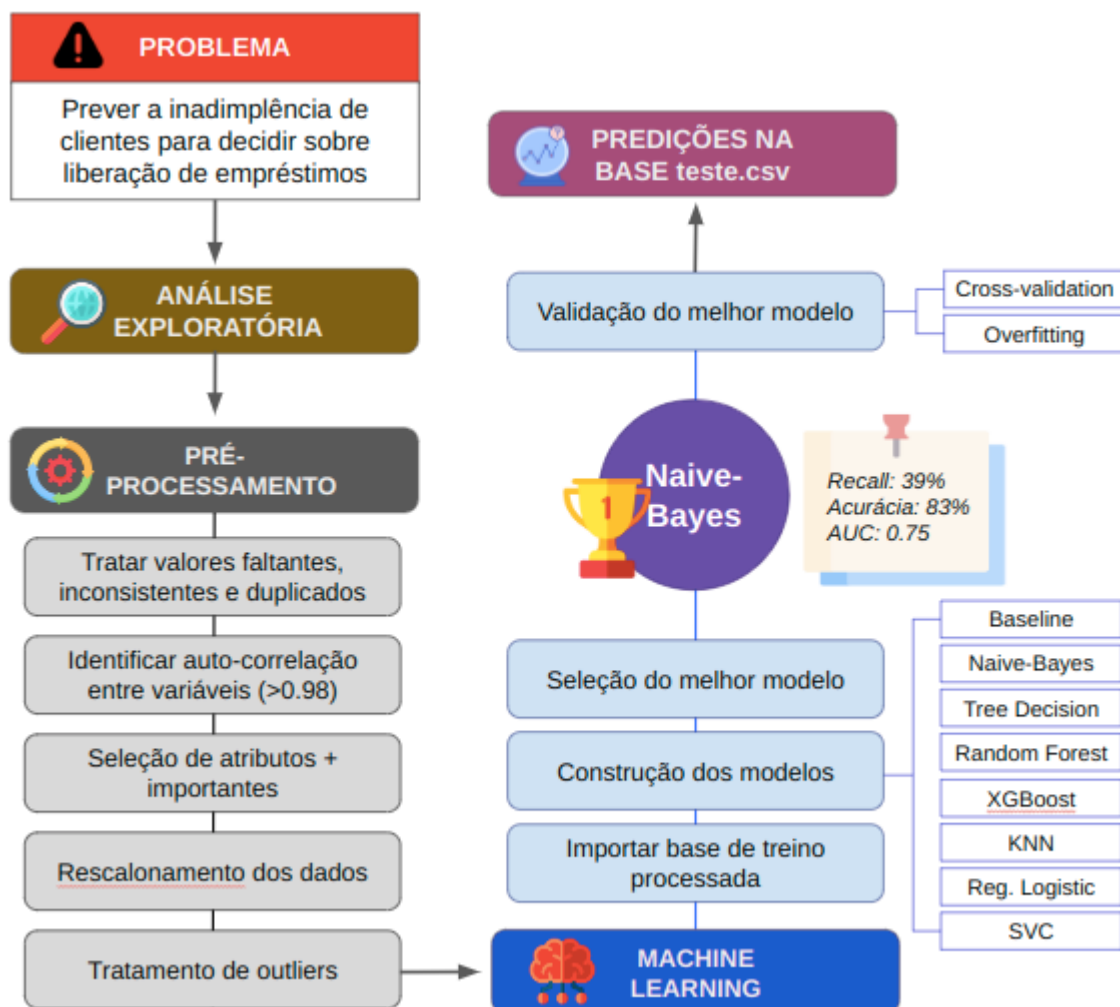 PROBLEMA
Prever a inadimplência de
clientes para decidir sobre
liberação de empréstimos
ANÁLISE
EXPLORATÓRIA
PRÉ-
PROCESSAMENTO
Tratar valores faltantes,
inconsistentes e duplicados
Identificar auto-correlação
entre variáveis (>0.98)
Seleção de atributos +
importantes
Rescalonamento dos dados
Tratamento de outliers
MACHINE
LEARNING
Importar base de treino
processada
Construção dos modelos
Baseline
Naive-Bayes
Tree Decision
Random Forest
XGBoost
KNN
Reg. Logistic
SVC
Seleção do melhor modelo
1
Naive-
Bayes
Recall: 39%
Acurácia: 83%
AUC: 0.75
Validação do melhor modelo
Cross-validation
Overfitting
PREDIÇÕES NA
BASE teste.csv